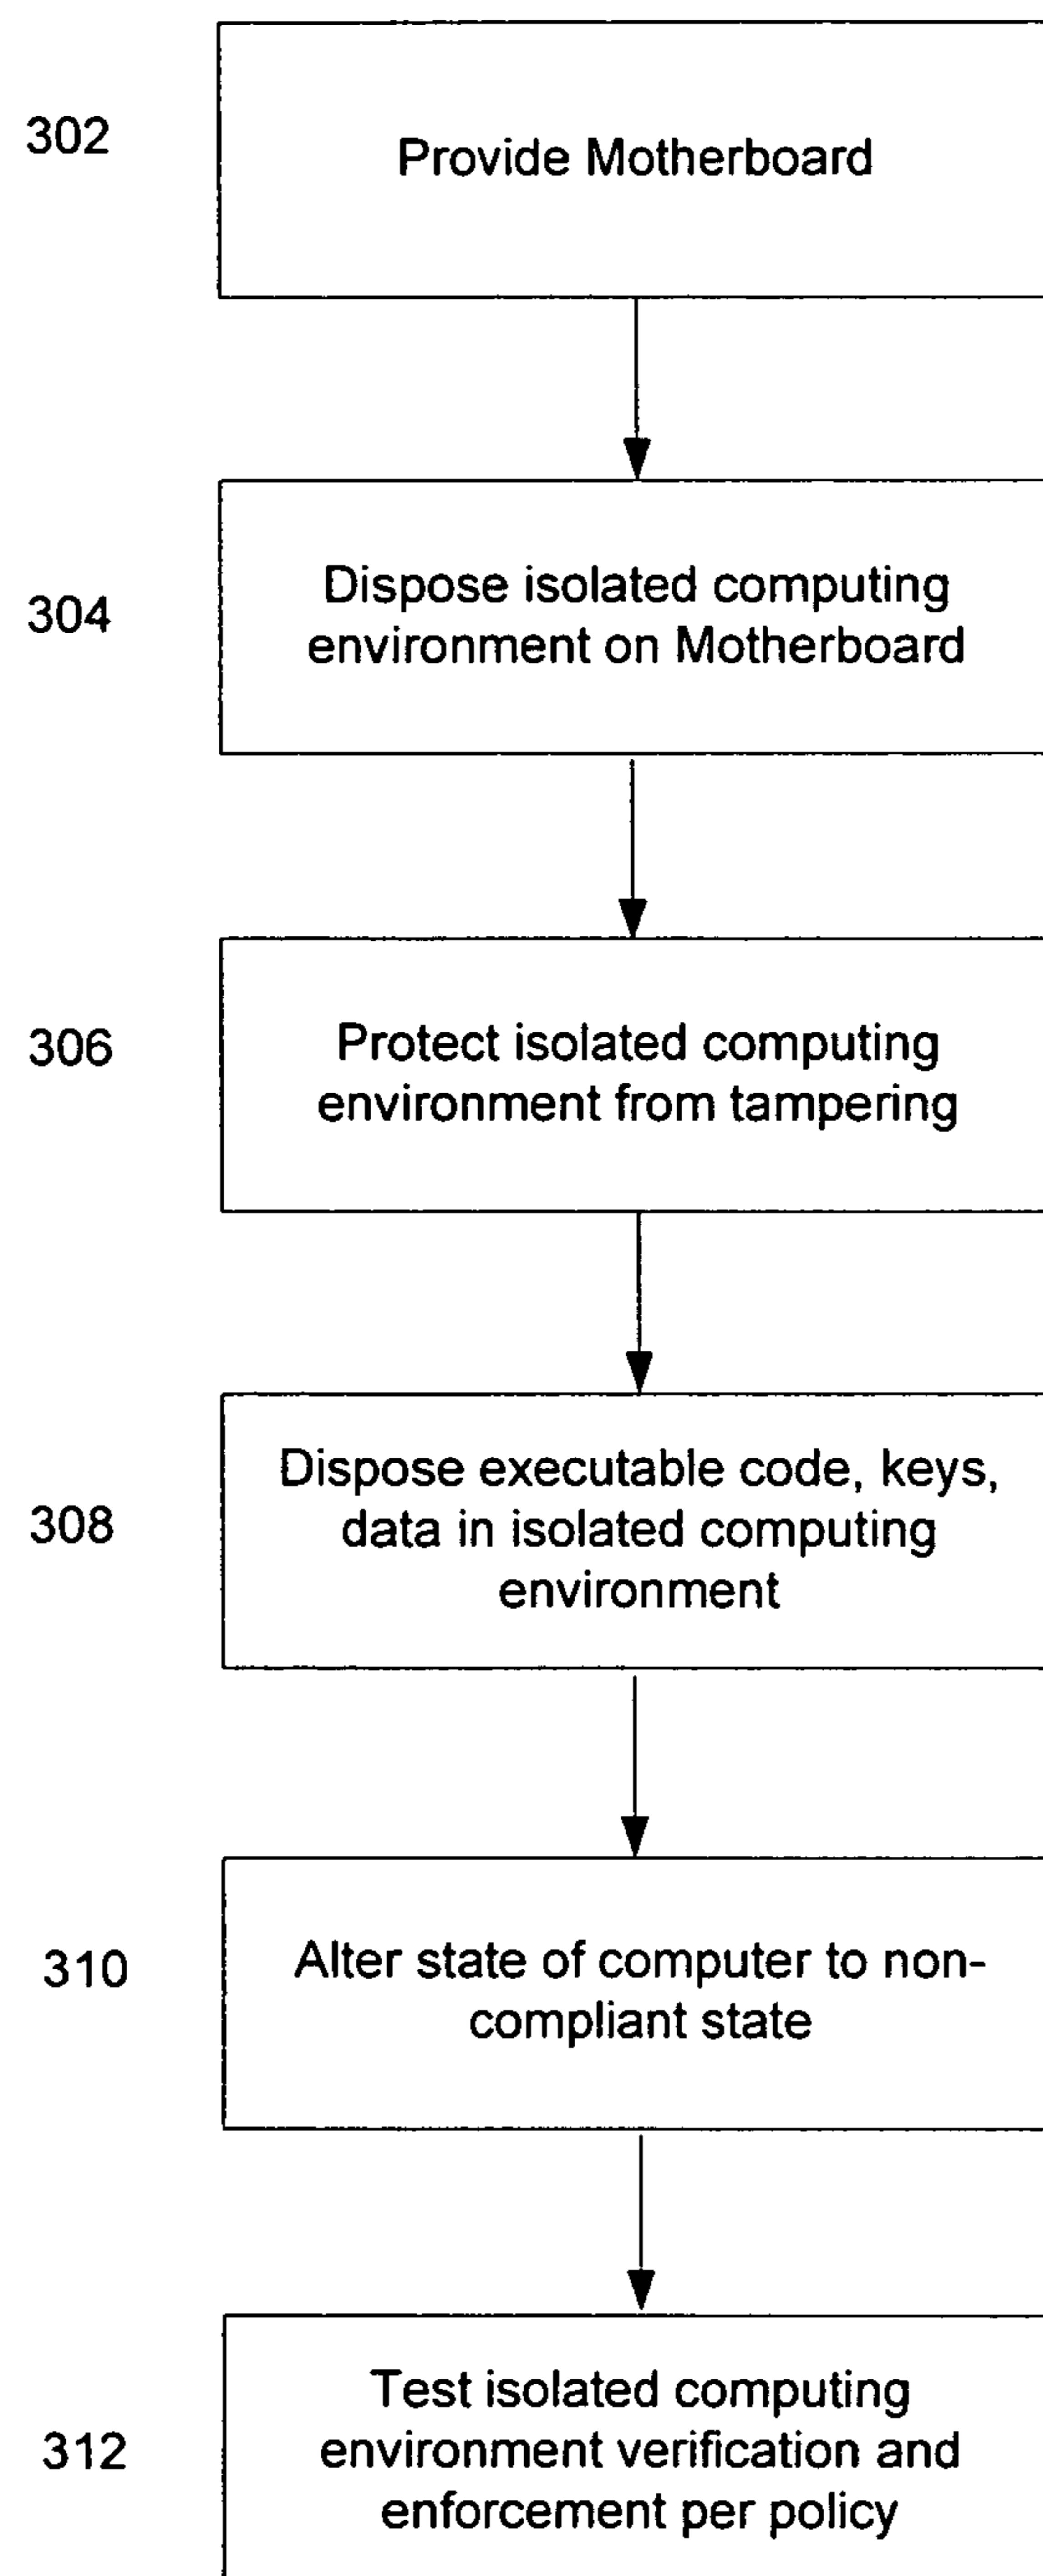 302
Provide Motherboard
304
Dispose isolated computing
environment on Motherboard
306
Protect isolated computing
environment from tampering
308
Dispose executable code, keys,
data in isolated computing
environment
310
Alter state of computer to non-
compliant state
312
Test isolated computing
environment verification and
enforcement per policy